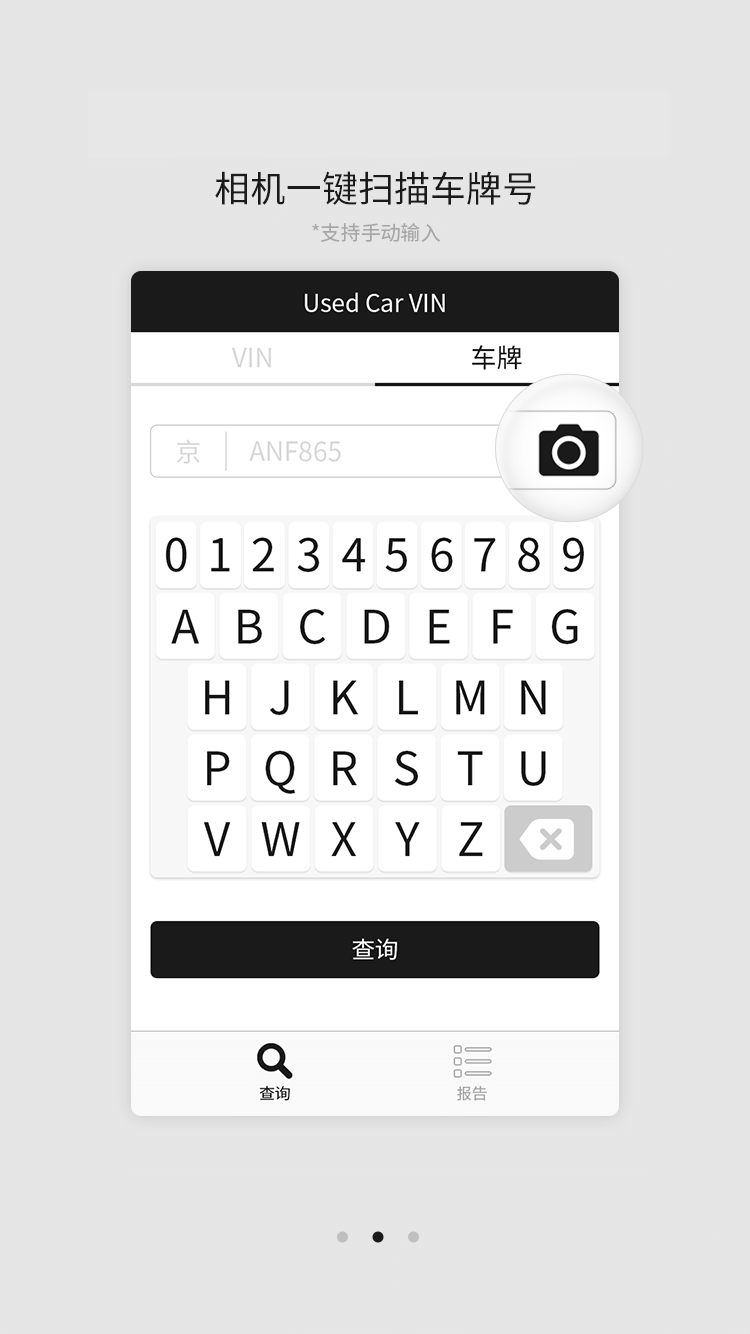 相机一键扫描车牌号
*支持手动输入
Used Car VIN
VIN 车牌
京 ANF865
0 1 2 3 4 5 6 7 8 9
A B C D E F G
H J K L M N
P Q R S T U
V W X Y Z
查询
查询 报告